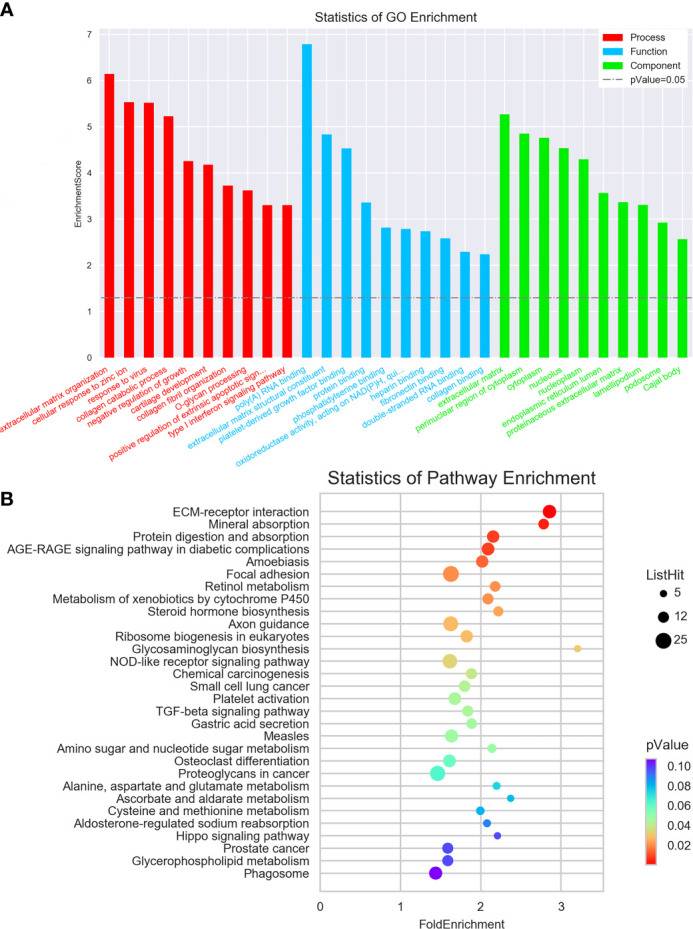 A
Statistics of GO Enrichment
Process
Function
Component
pValue=0.05
EnrichmentScore
7
6
5
4
3
2
1
0
extracellular matrix organization
cellular response to zinc ion
response to virus
collagen catabolic process
negative regulation of growth
cartilage development
collagen fibril organization
O-glycan processing
positive regulation of extrinsic apoptotic sign...
type I interferon signaling pathway
poly(A) RNA binding
extracellular matrix structural constituent
platelet-derived growth factor binding
protein binding
phosphatidylserine binding
oxidoreductase activity, acting on NAD(P)H, qui...
heparin binding
fibronectin binding
double-stranded RNA binding
collagen binding
extracellular matrix
perinuclear region of cytoplasm
cytoplasm
nucleolus
nucleoplasm
endoplasmic reticulum lumen
proteinaceous extracellular matrix
lamellipodium
podosome
Cajal body
B
Statistics of Pathway Enrichment
ECM-receptor interaction
Mineral absorption
Protein digestion and absorption
AGE-RAGE signaling pathway in diabetic complications
Amoebiasis
Focal adhesion
Retinol metabolism
Metabolism of xenobiotics by cytochrome P450
Steroid hormone biosynthesis
Axon guidance
Ribosome biogenesis in eukaryotes
Glycosaminoglycan biosynthesis
NOD-like receptor signaling pathway
Chemical carcinogenesis
Small cell lung cancer
Platelet activation
TGF-beta signaling pathway
Gastric acid secretion
Measles
Amino sugar and nucleotide sugar metabolism
Osteoclast differentiation
Proteoglycans in cancer
Alanine, aspartate and glutamate metabolism
Ascorbate and aldarate metabolism
Cysteine and methionine metabolism
Aldosterone-regulated sodium reabsorption
Hippo signaling pathway
Prostate cancer
Glycerophospholipid metabolism
Phagosome
0 1 2 3
FoldEnrichment
ListHit
5
12
25
pValue
0.10
0.08
0.06
0.04
0.02